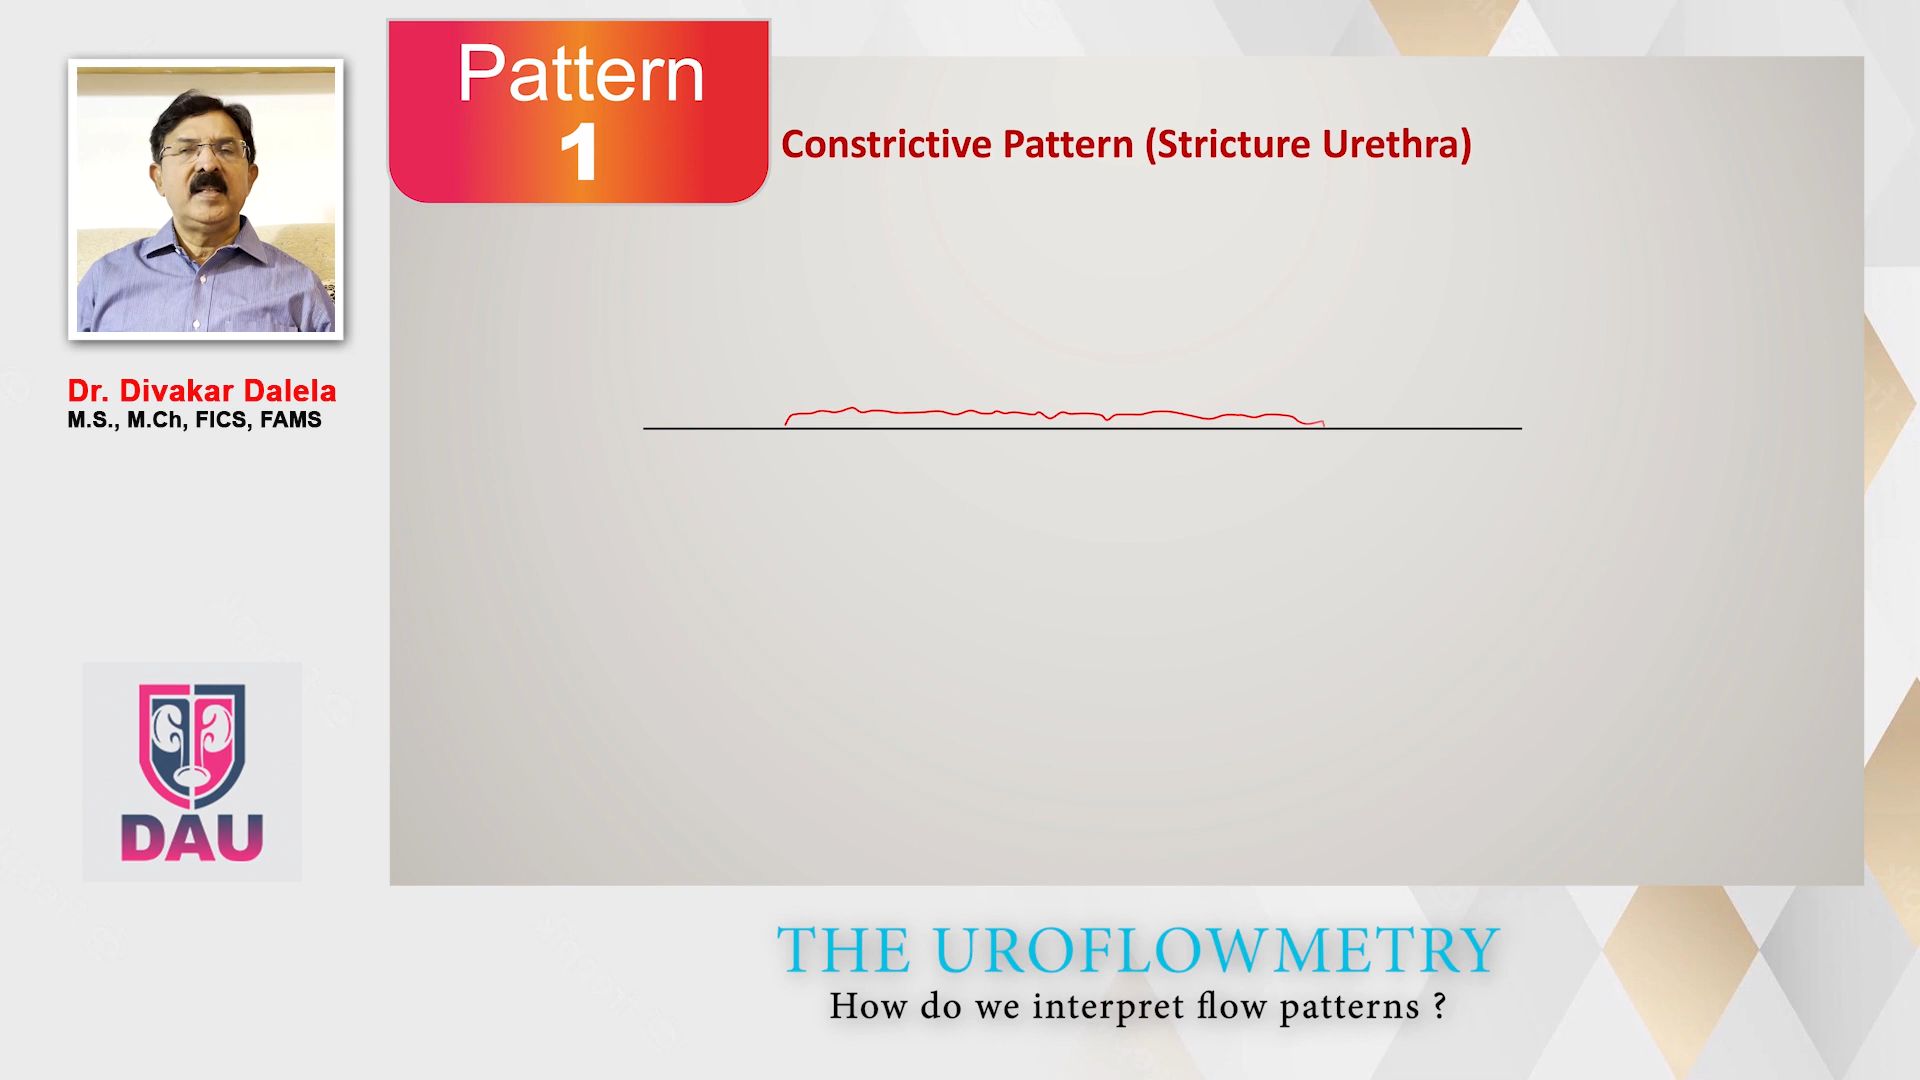 Pattern
1
Constrictive Pattern (Stricture Urethra)
Dr. Divakar Dalela
M.S., M.Ch, FICS, FAMS
DAU
THE UROFLOWMETRY
How do we interpret flow patterns ?